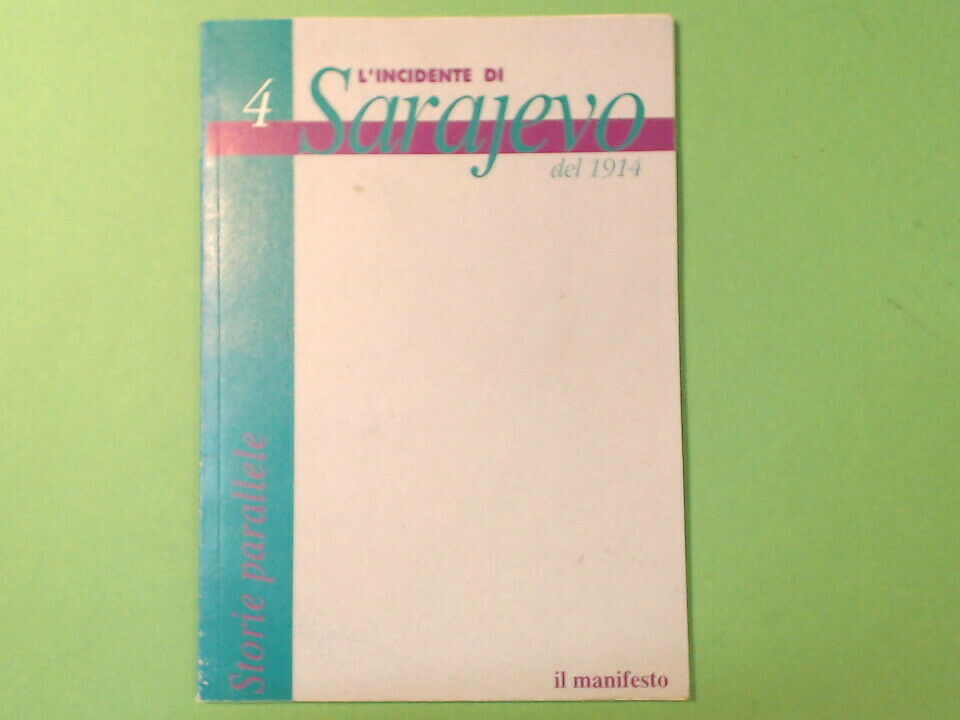 4
L'INCIDENTE DI
Sarajevo
del 1914
Storie parallele
il manifesto